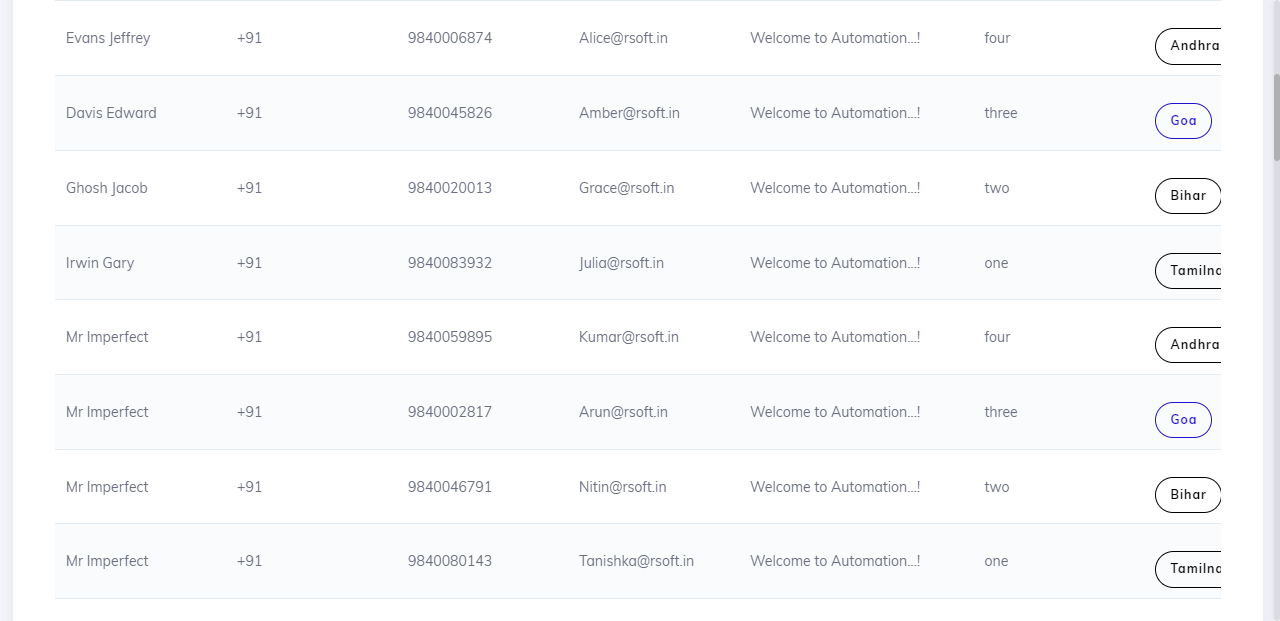 Evans Jeffrey +91 9840006874 Alice@rsoft.in Welcome to Automation...! four Andhra
Davis Edward +91 9840045826 Amber@rsoft.in Welcome to Automation...! three Goa
Ghosh Jacob +91 9840020013 Grace@rsoft.in Welcome to Automation...! two Bihar
Irwin Gary +91 9840083932 Julia@rsoft.in Welcome to Automation...! one
Mr Imperfect +91 9840059895 Kumar@rsoft.in Welcome to Automation...! four Andhra
Mr Imperfect +91 9840002817 Arun@rsoft.in Welcome to Automation...! three Goa
Mr Imperfect +91 9840046791 Nitin@rsoft.in Welcome to Automation...! two Bihar
Mr Imperfect +91 9840080143 Tanishka@rsoft.in Welcome to Automation...! one